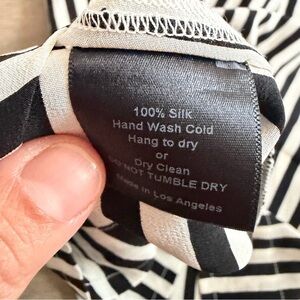 100% Silk
Hand Wash Cold
Hang to dry
or
Dry Clean
DO NOT TUMBLE DRY
Made in Los Angeles